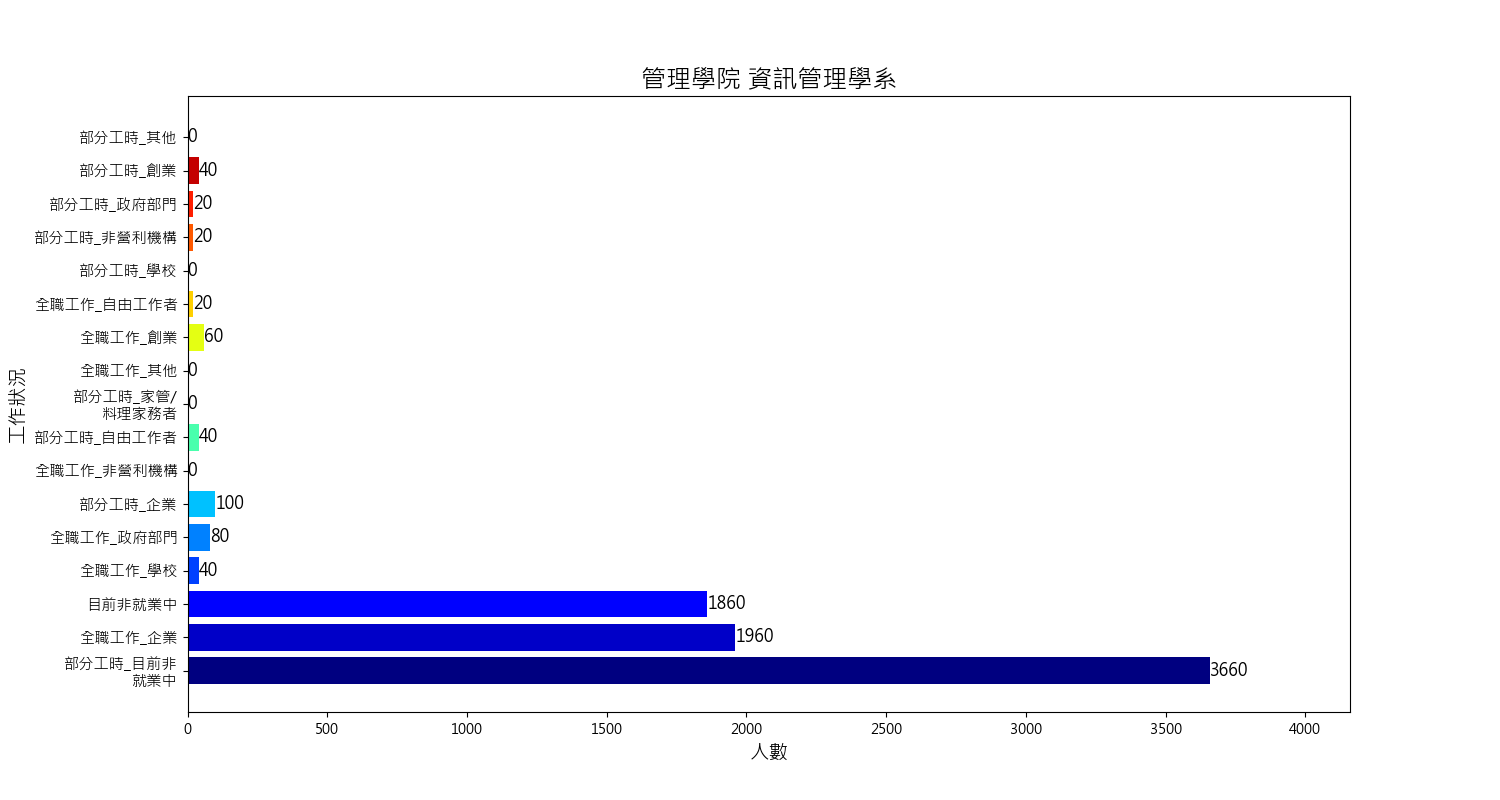 管理學院 資訊管理學系
部分工時_其他
0
部分工時_創業
40
部分工時_政府部門
20
部分工時_非營利機構
20
部分工時_學校
0
全職工作_自由工作者
20
全職工作_創業
60
全職工作_其他
0
部分工時_家管/
料理家務者
0
部分工時_自由工作者
40
全職工作_非營利機構
0
部分工時_企業
100
全職工作_政府部門
80
全職工作_學校
40
目前非就業中
1860
全職工作_企業
1960
部分工時_目前非
就業中
3660
工作狀況
0 500 1000 1500 2000 2500 3000 3500 4000
人數